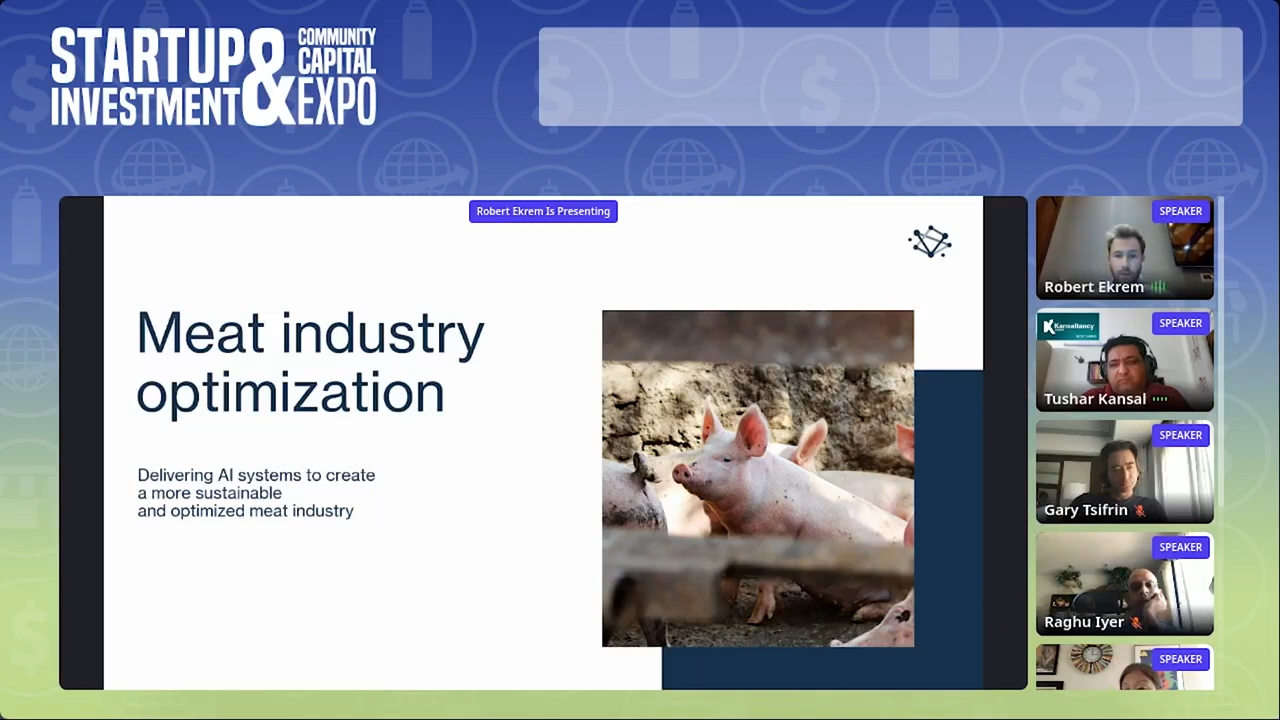 STARTUP
INVESTMENT
&
COMMUNITY
CAPITAL
EXPO
Robert Ekrem Is Presenting
Meat industry
optimization
Delivering AI systems to create
a more sustainable
and optimized meat industry
SPEAKER
Robert Ekrem
Kansaltancy
SPEAKER
Tushar Kansal
SPEAKER
Gary Tsifrin
SPEAKER
Raghu Iyer
SPEAKER